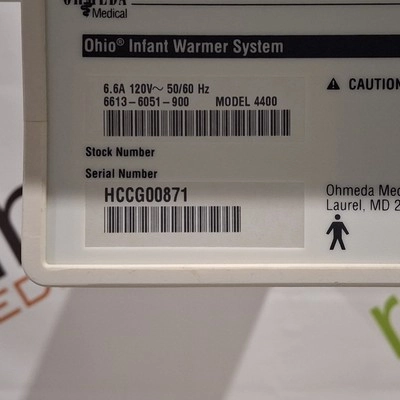 Medical
Ohio® Infant Warmer System
6.6A 120V~ 50/60 Hz
6613-6051-900 MODEL 4400
CAUTION
Stock Number
Serial Number
HCCG00871
Ohmeda Med
Laurel, MD 2